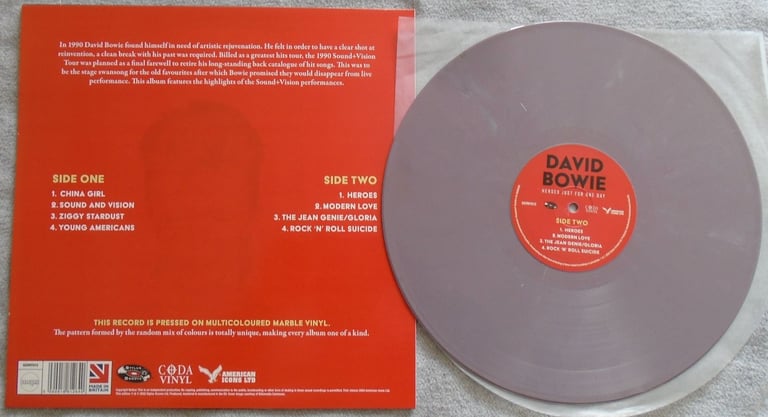 In 1990 David Bowie found himself in need of artistic rejuvenation. He felt in order to have a clear shot at
reinvention, a clean break with his past was required. Billed as a greatest hits tour, the 1990 Sound+Vision
Tour was planned as a final farewell to retire his long-standing back catalogue of hit songs. This was to
be the stage swansong for the old favourites after which Bowie promised they would disappear from live
performance. This album features the highlights of the Sound+Vision performances.
SIDE ONE
1. CHINA GIRL
2. SOUND AND VISION
3. ZIGGY STARDUST
4. YOUNG AMERICANS
SIDE TWO
1. HEROES
2. MODERN LOVE
3. THE JEAN GENIE/GLORIA
4. ROCK 'N' ROLL SUICIDE
THIS RECORD IS PRESSED ON MULTICOLOURED MARBLE VINYL.
The pattern formed by the random mix of colours is totally unique, making every album one of a kind.
MADE IN
BRITAIN
CODA
VINYL
AMERICAN
ICONS LTD
DAVID
BOWIE
HEROES JUST FOR ONE DAY
CODA
VINYL
SIDE TWO
1. HEROES
2. MODERN LOVE
3. THE JEAN GENIE/GLORIA
4. ROCK 'N' ROLL SUICIDE